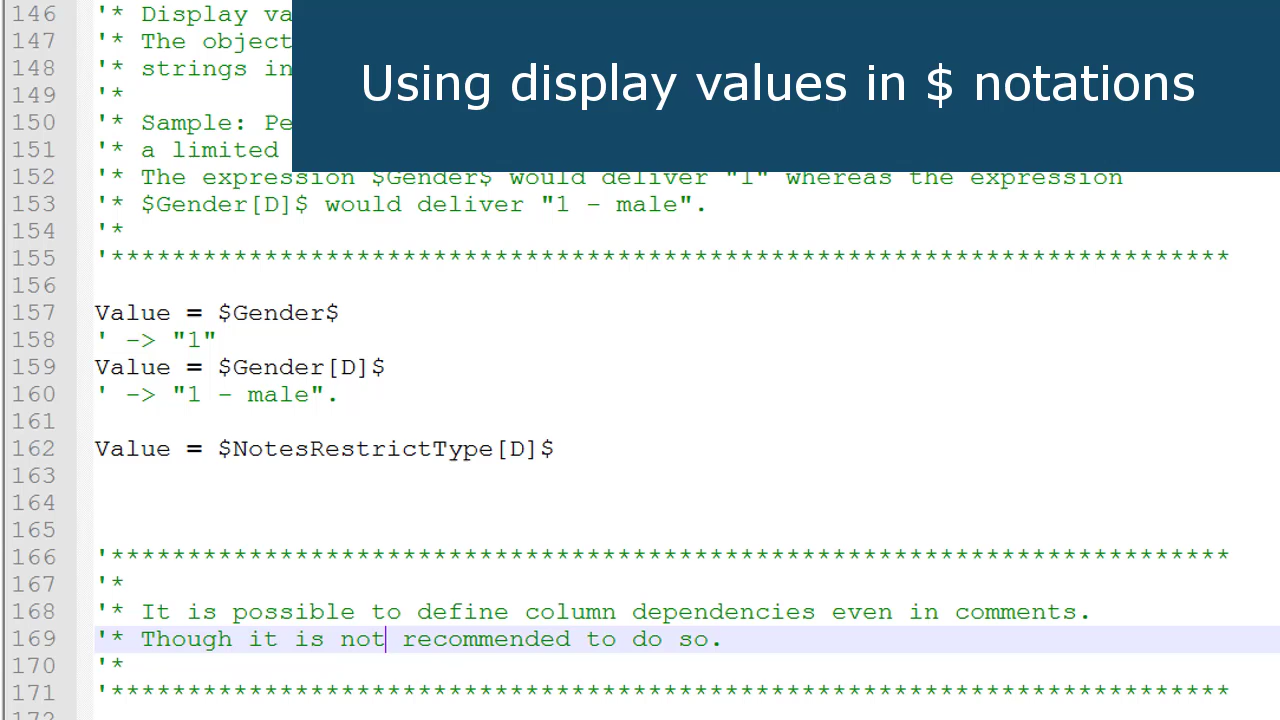 Using display values in $ notations
146 '* Display va
147 '* The object
148 '* strings in
149 '*
150 '* Sample: Pe
151 '* a limited
152 '* The expression $Gender$ would deliver "1" whereas the expression
153 '* $Gender[D]$ would deliver "1 - male".
154 '*
155 '*************************************************************************
156
157 Value = $Gender$
158 ' -> "1"
159 Value = $Gender[D]$
160 ' -> "1 - male".
161
162 Value = $NotesRestrictType[D]$
163
164
165
166 '*************************************************************************
167 '*
168 '* It is possible to define column dependencies even in comments.
169 '* Though it is not recommended to do so.
170 '*
171 '*************************************************************************
172